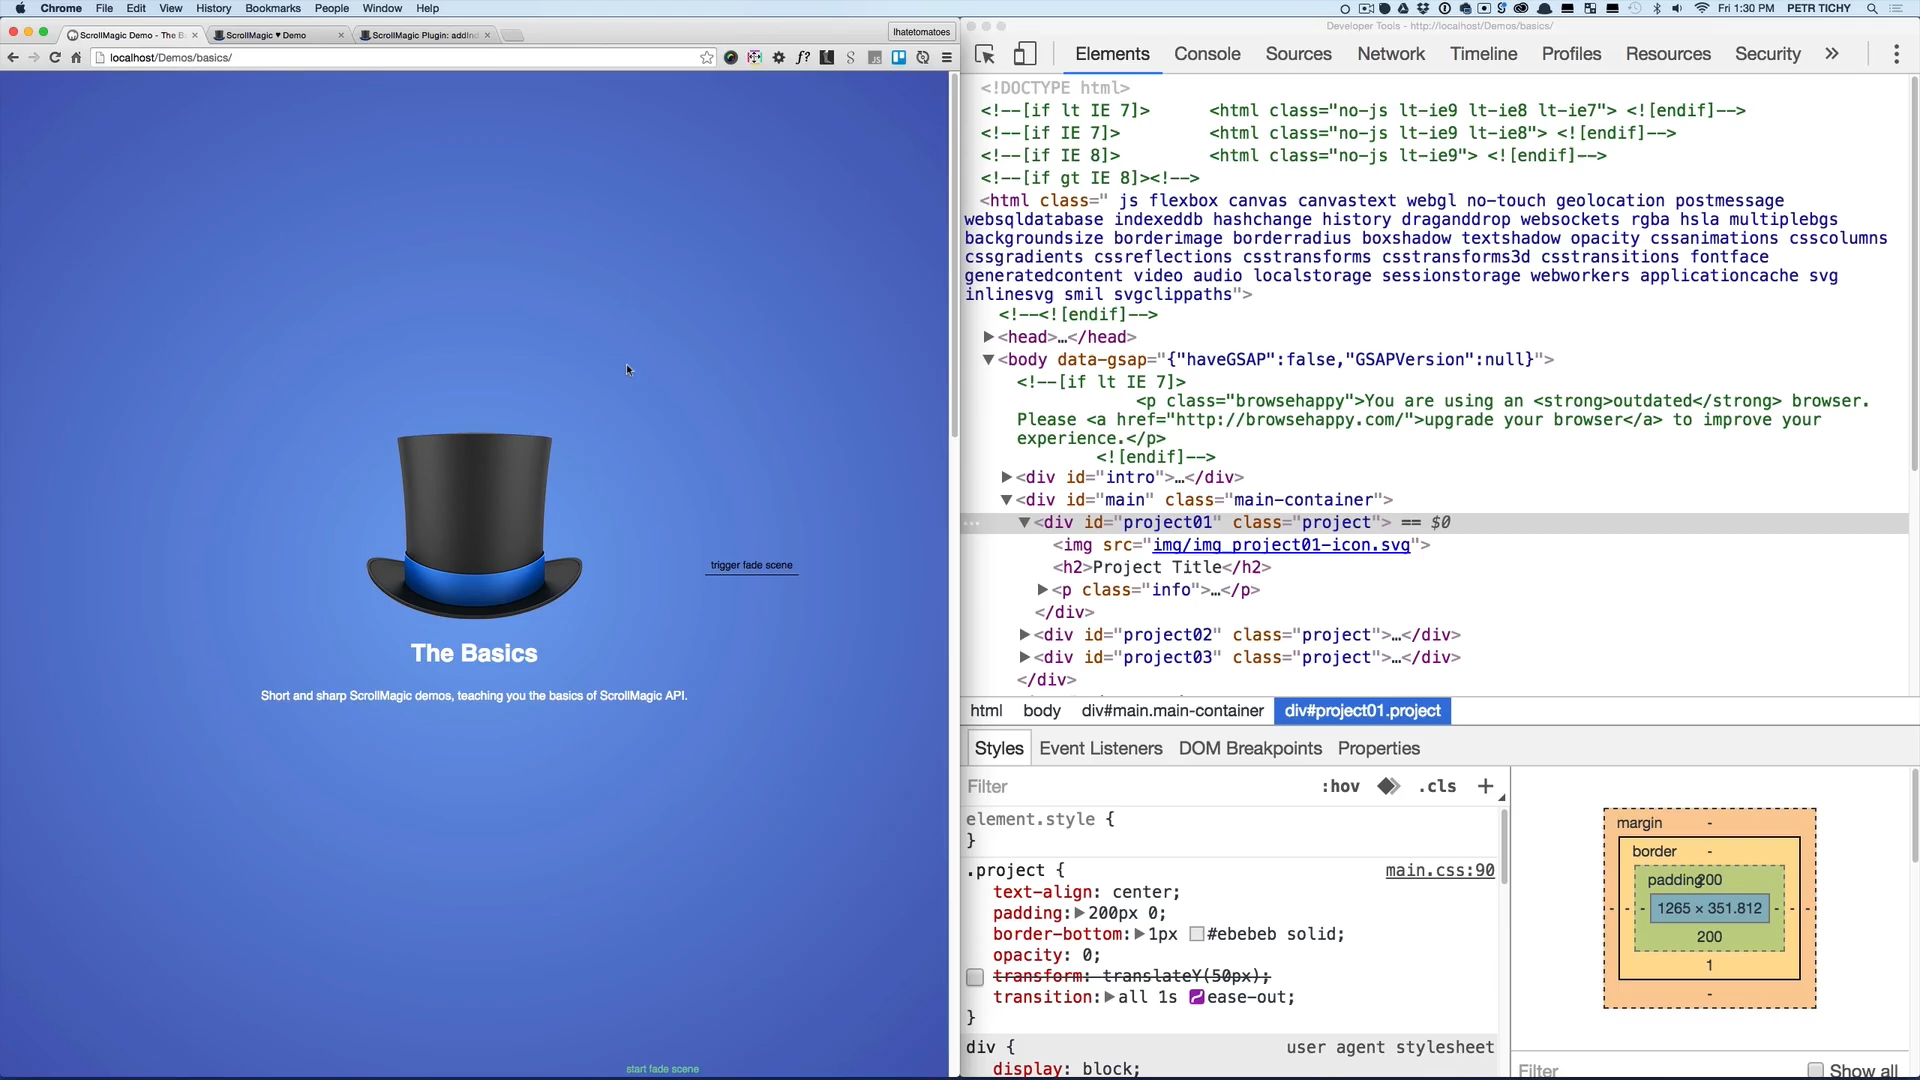 Chrome File Edit View History Bookmarks People Window Help
Fri 1:30 PM PETR TICHY
ScrollMagic Demo - The B
ScrollMagic ♥ Demo
ScrollMagic Plugin: addInd
Ihatetomatoes
localhost/Demos/basics/
trigger fade scene
The Basics
Short and sharp ScrollMagic demos, teaching you the basics of ScrollMagic API.
start fade scene
Developer Tools - http://localhost/Demos/basics/
Elements Console Sources Network Timeline Profiles Resources Security »
<!DOCTYPE html>
<!--[if lt IE 7]> <html class="no-js lt-ie9 lt-ie8 lt-ie7"> <![endif]-->
<!--[if IE 7]> <html class="no-js lt-ie9 lt-ie8"> <![endif]-->
<!--[if IE 8]> <html class="no-js lt-ie9"> <![endif]-->
<!--[if gt IE 8]><!-->
<html class=" js flexbox canvas canvastext webgl no-touch geolocation postmessage
websqldatabase indexeddb hashchange history draganddrop websockets rgba hsla multiplebgs
backgroundsize borderimage borderradius boxshadow textshadow opacity cssanimations csscolumns
cssgradients cssreflections csstransforms csstransforms3d csstransitions fontface
generatedcontent video audio localstorage sessionstorage webworkers applicationcache svg
inlinesvg smil svgclippaths">
<!--<![endif]-->
▶<head>…</head>
▼<body data-gsap="{"haveGSAP":false,"GSAPVersion":null}">
<!--[if lt IE 7]>
<p class="browsehappy">You are using an <strong>outdated</strong> browser.
Please <a href="http://browsehappy.com/">upgrade your browser</a> to improve your
experience.</p>
<![endif]-->
▶<div id="intro">…</div>
▼<div id="main" class="main-container">
… ▼<div id="project01" class="project"> == $0
<img src="img/img_project01-icon.svg">
<h2>Project Title</h2>
▶<p class="info">…</p>
</div>
▶<div id="project02" class="project">…</div>
▶<div id="project03" class="project">…</div>
</div>
html body div#main.main-container div#project01.project
Styles Event Listeners DOM Breakpoints Properties
Filter :hov .cls +
element.style {
}
.project { main.css:90
text-align: center;
padding:▶200px 0;
border-bottom:▶1px #ebebeb solid;
opacity: 0;
transform: translateY(50px);
transition:▶all 1s ease-out;
}
div { user agent stylesheet
display: block;
margin -
border -
padding 200
- - - 1265 × 351.812 - - -
200
1
-
Filter Show all